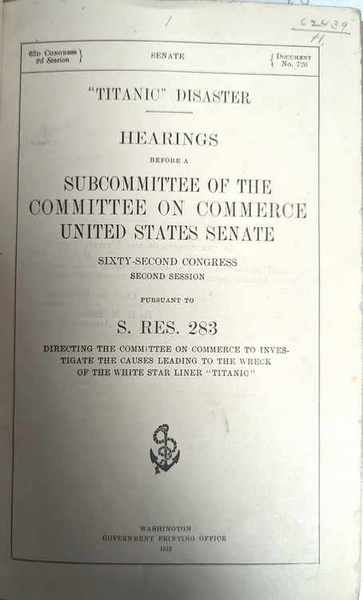 62439
H
62D CONGRESS
2d Session
SENATE
DOCUMENT
No. 726
"TITANIC" DISASTER
HEARINGS
BEFORE A
SUBCOMMITTEE OF THE
COMMITTEE ON COMMERCE
UNITED STATES SENATE
SIXTY-SECOND CONGRESS
SECOND SESSION
PURSUANT TO
S. RES. 283
DIRECTING THE COMMITTEE ON COMMERCE TO INVES-
TIGATE THE CAUSES LEADING TO THE WRECK
OF THE WHITE STAR LINER "TITANIC"
WASHINGTON
GOVERNMENT PRINTING OFFICE
1912